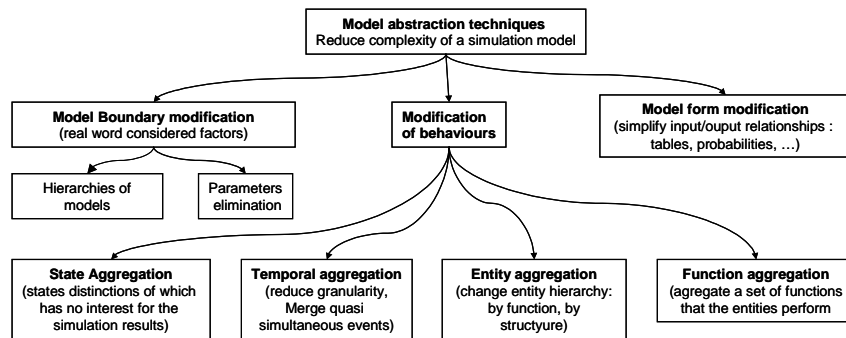 Model abstraction techniques
Reduce complexity of a simulation model
Model Boundary modification
(real word considered factors)
Modification
of behaviours
Model form modification
(simplify input/ouput relationships :
tables, probabilities, …)
Hierarchies of
models
Parameters
elimination
State Aggregation
(states distinctions of which
has no interest for the
simulation results)
Temporal aggregation
(reduce granularity,
Merge quasi
simultaneous events)
Entity aggregation
(change entity hierarchy:
by function, by
structyure)
Function aggregation
(agregate a set of functions
that the entities perform